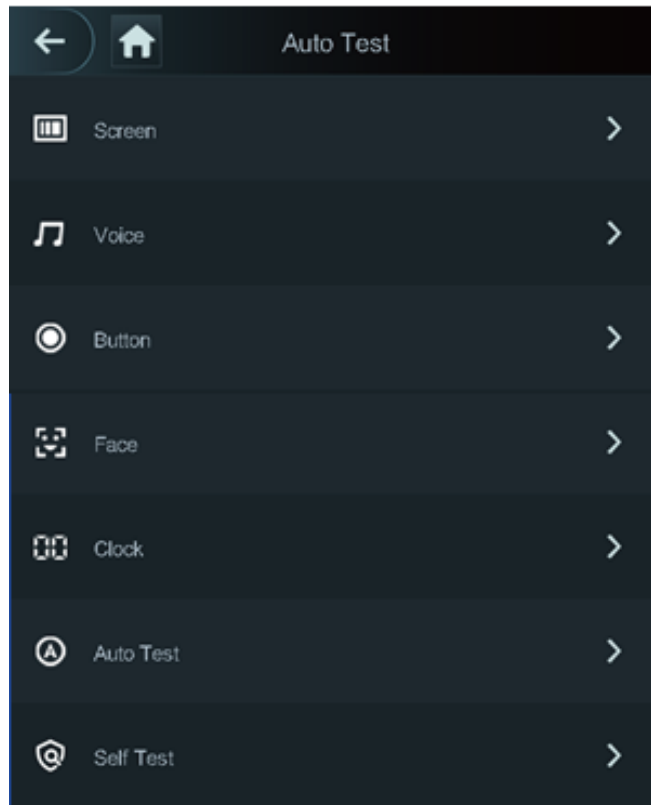 Auto Test
Screen
Voice
Button
Face
Clock
Auto Test
Self Test